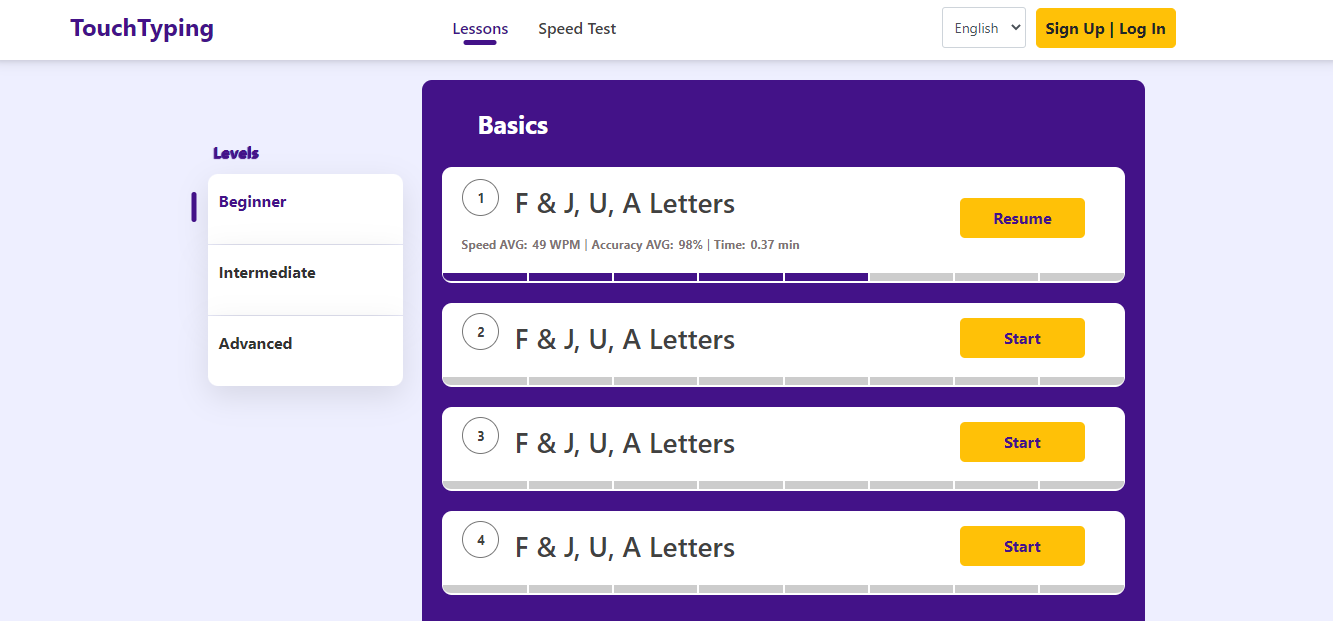 TouchTyping
Lessons
Speed Test
English
Sign Up | Log In
Levels
Beginner
Intermediate
Advanced
Basics
1
F & J, U, A Letters
Resume
Speed AVG: 49 WPM | Accuracy AVG: 98% | Time: 0.37 min
2
F & J, U, A Letters
Start
3
F & J, U, A Letters
Start
4
F & J, U, A Letters
Start